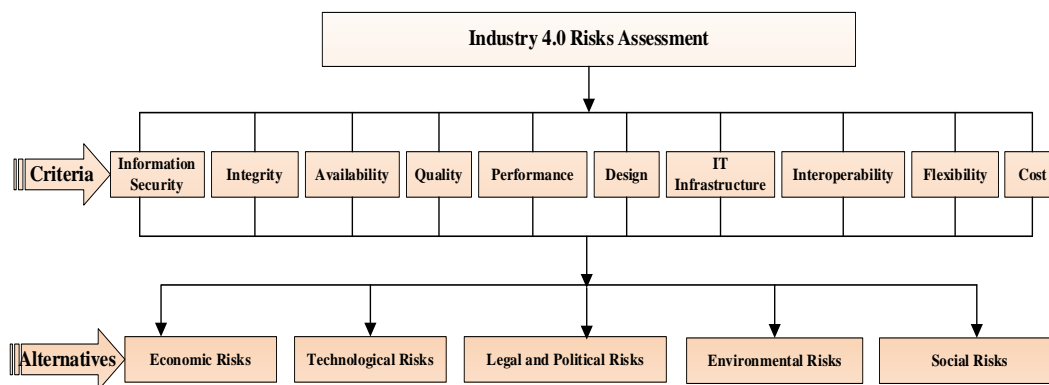 Industry 4.0 Risks Assessment
Criteria
Information
Security
Integrity
Availability
Quality
Performance
Design
IT
Infrastructure
Interoperability
Flexibility
Cost
Alternatives
Economic Risks
Technological Risks
Legal and Political Risks
Environmental Risks
Social Risks